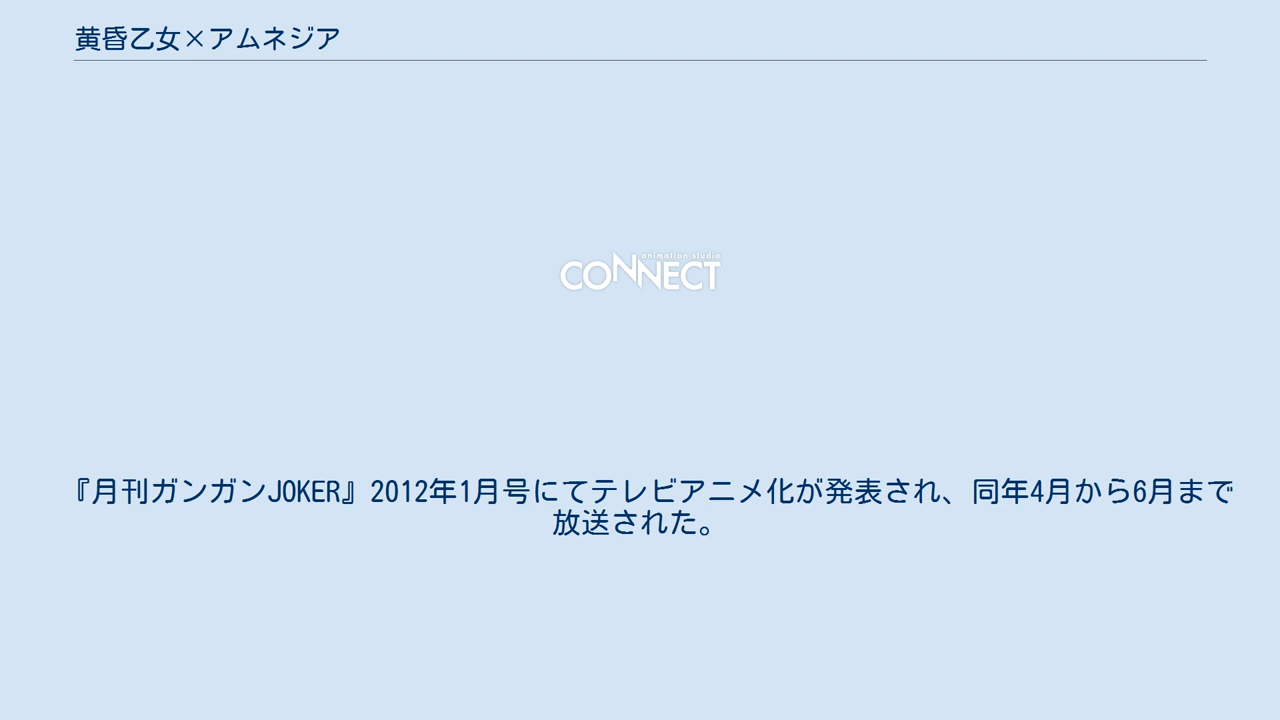 黄昏乙女×アムネジア
animation studio
CONNECT
『月刊ガンガンJOKER』2012年1月号にてテレビアニメ化が発表され、同年4月から6月まで
放送された。